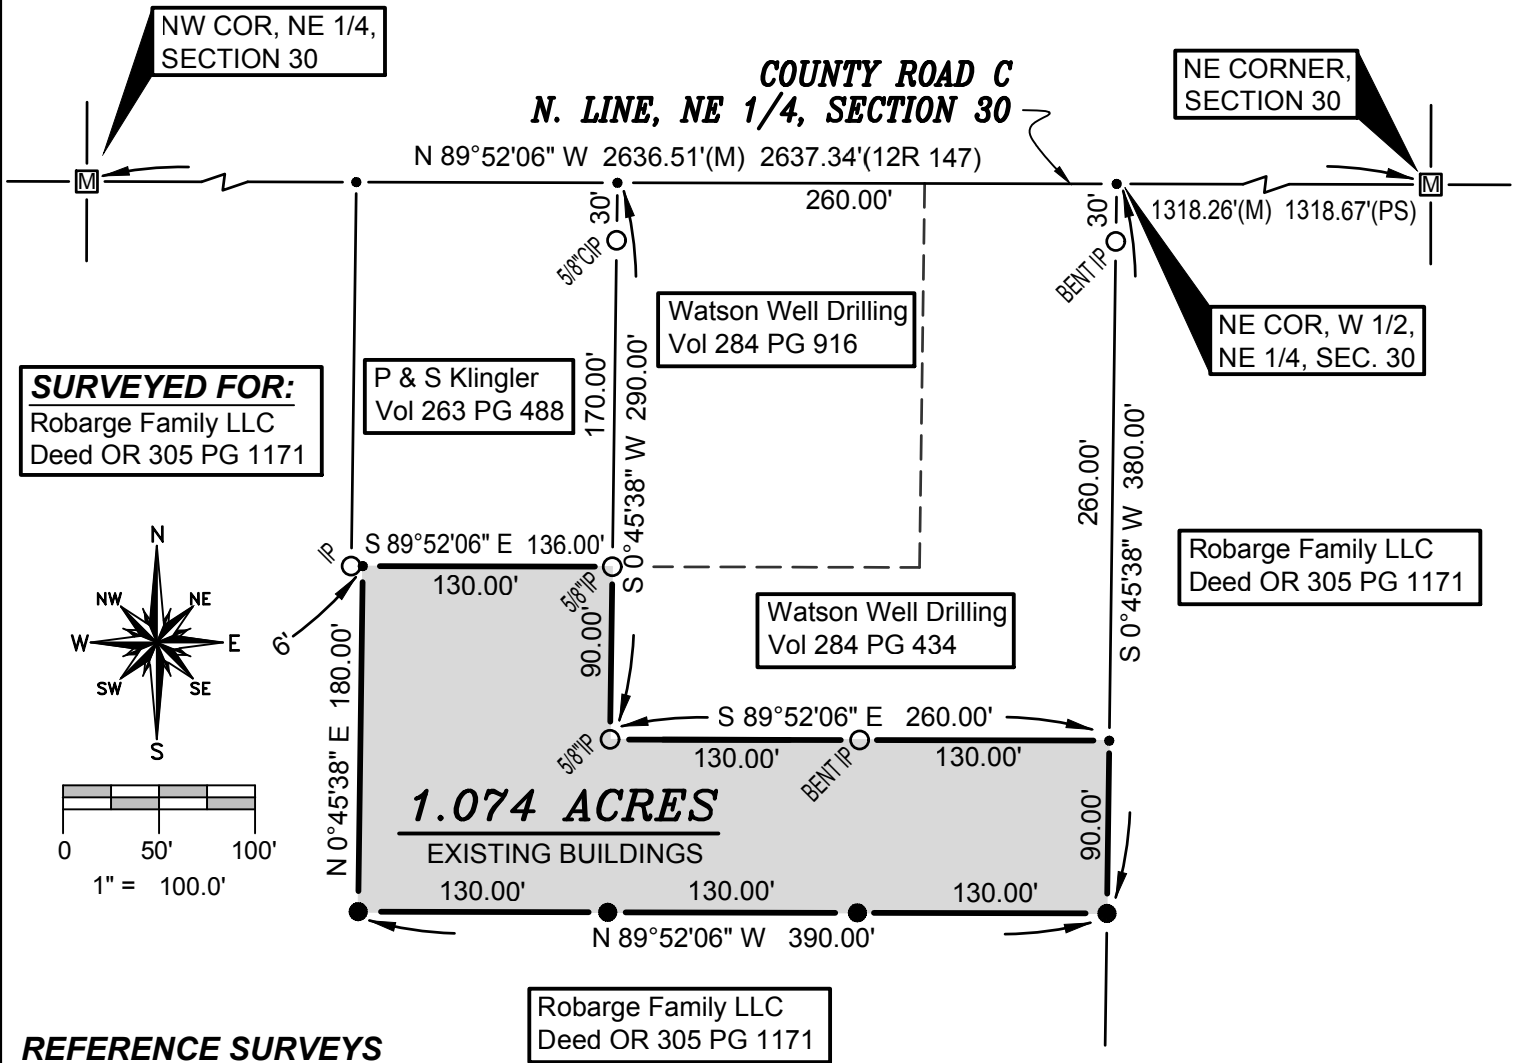 NW COR, NE 1/4,
SECTION 30
COUNTY ROAD C
N. LINE, NE 1/4, SECTION 30
NE CORNER,
SECTION 30
N 89°52'06" W 2636.51'(M) 2637.34'(12R 147)
M
M
260.00'
1318.26'(M) 1318.67'(PS)
30'
30'
5/8"CIP
BENT IP
Watson Well Drilling
Vol 284 PG 916
NE COR, W 1/2,
NE 1/4, SEC. 30
SURVEYED FOR:
Robarge Family LLC
Deed OR 305 PG 1171
P & S Klingler
Vol 263 PG 488
170.00'
S 0°45'38" W 290.00'
260.00'
S 0°45'38" W 380.00'
IP
S 89°52'06" E 136.00'
130.00'
5/8"IP
Robarge Family LLC
Deed OR 305 PG 1171
N
NW
NE
W
E
SW
SE
S
6'
90.00'
Watson Well Drilling
Vol 284 PG 434
N 0°45'38" E 180.00'
S 89°52'06" E 260.00'
5/8"IP
130.00'
BENT IP
130.00'
1.074 ACRES
EXISTING BUILDINGS
90.00'
0 50' 100'
1" = 100.0'
130.00'
130.00'
130.00'
N 89°52'06" W 390.00'
Robarge Family LLC
Deed OR 305 PG 1171
REFERENCE SURVEYS